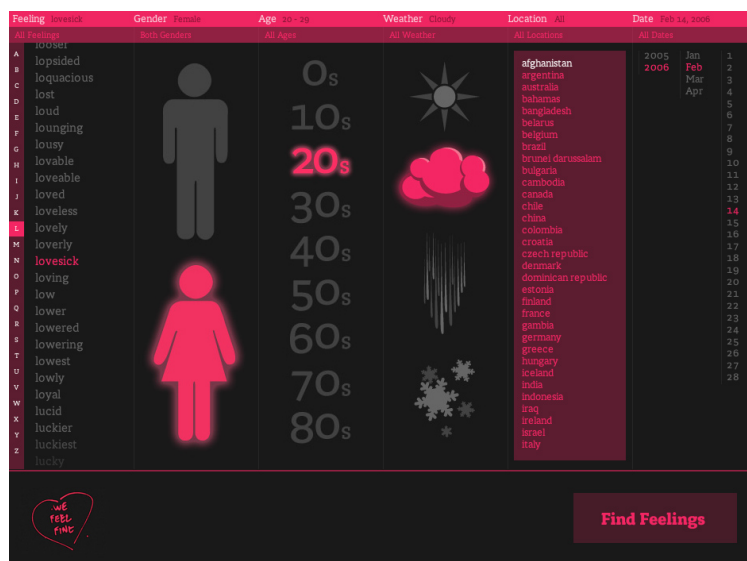 Feeling lovesick
Gender Female
Age 20 - 29
Weather Cloudy
Location All
Date Feb 14, 2006
All Feelings
Both Genders
All Ages
All Weather
All Locations
All Dates
A
B
C
D
E
F
G
H
I
J
K
L
M
N
O
P
Q
R
S
T
U
V
W
X
Y
Z
looser
lopsided
loquacious
lost
loud
lounging
lousy
lovable
loveable
loved
loveless
lovely
loverly
lovesick
loving
low
lower
lowered
lowering
lowest
lowly
loyal
lucid
luckier
luckiest
lucky
0s
10s
20s
30s
40s
50s
60s
70s
80s
afghanistan
argentina
australia
bahamas
bangladesh
belarus
belgium
brazil
brunei darussalam
bulgaria
cambodia
canada
chile
china
colombia
croatia
czech republic
denmark
dominican republic
estonia
finland
france
gambia
germany
greece
hungary
iceland
india
indonesia
iraq
ireland
israel
italy
2005
2006
Jan
Feb
Mar
Apr
1
2
3
4
5
6
7
8
9
10
11
12
13
14
15
16
17
18
19
20
21
22
23
24
25
26
27
28
WE
FEEL
FINE
Find Feelings